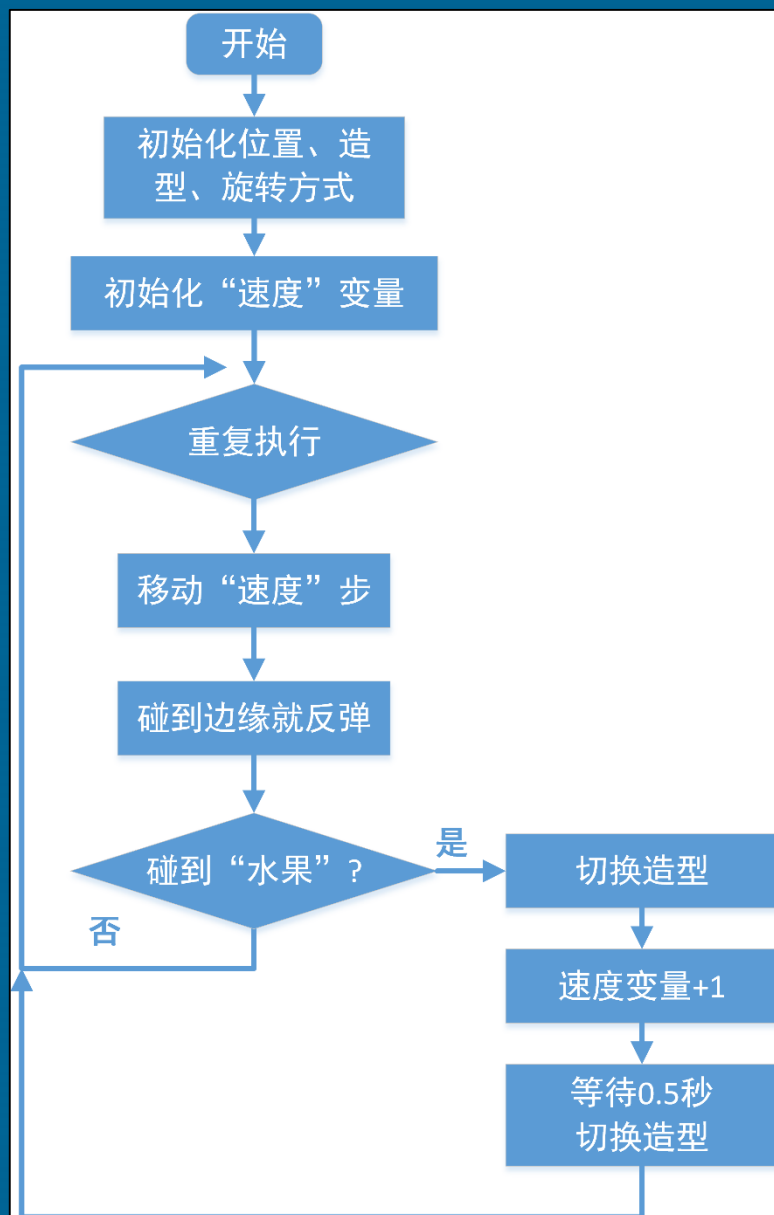 开始
初始化位置、造
型、旋转方式
初始化“速度”变量
重复执行
移动“速度”步
碰到边缘就反弹
碰到“水果”?
是
否
切换造型
速度变量+1
等待0.5秒
切换造型